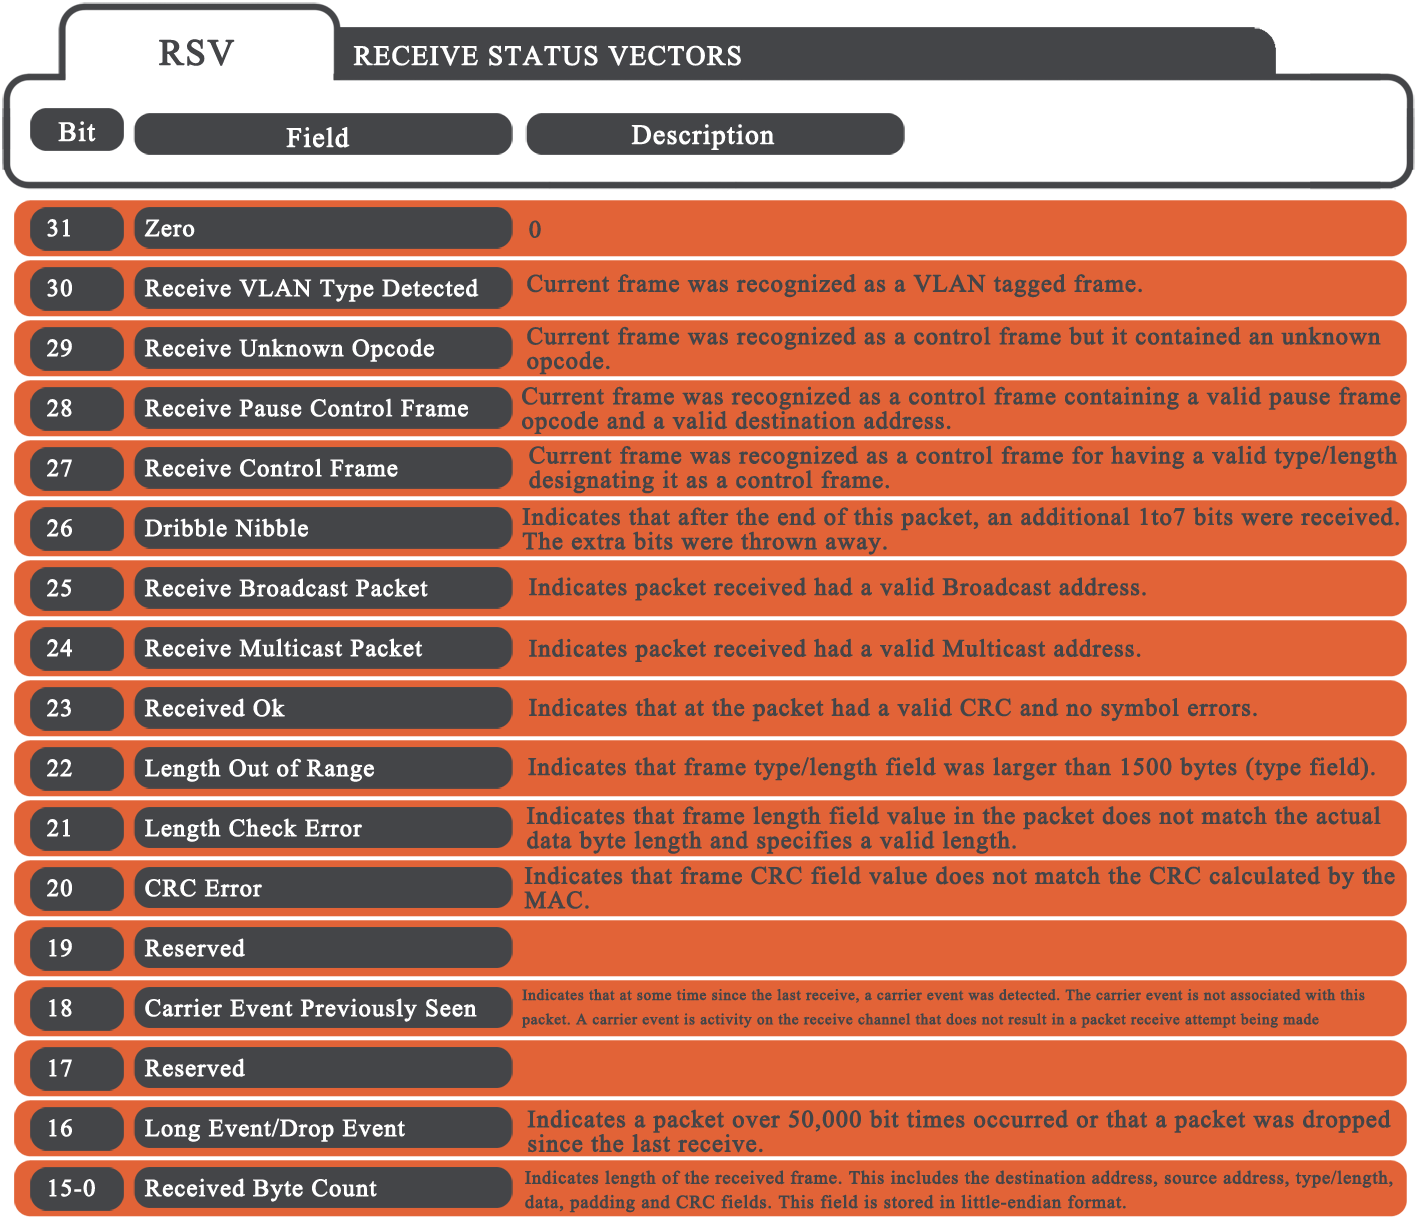 RSV
RECEIVE STATUS VECTORS
Bit Field Description
31 Zero 0
30 Receive VLAN Type Detected Current frame was recognized as a VLAN tagged frame.
29 Receive Unknown Opcode Current frame was recognized as a control frame but it contained an unknown
opcode.
28 Receive Pause Control Frame Current frame was recognized as a control frame containing a valid pause frame
opcode and a valid destination address.
27 Receive Control Frame Current frame was recognized as a control frame for having a valid type/length
designating it as a control frame.
26 Dribble Nibble Indicates that after the end of this packet, an additional 1to7 bits were received.
The extra bits were thrown away.
25 Receive Broadcast Packet Indicates packet received had a valid Broadcast address.
24 Receive Multicast Packet Indicates packet received had a valid Multicast address.
23 Received Ok Indicates that at the packet had a valid CRC and no symbol errors.
22 Length Out of Range Indicates that frame type/length field was larger than 1500 bytes (type field).
21 Length Check Error Indicates that frame length field value in the packet does not match the actual
data byte length and specifies a valid length.
20 CRC Error Indicates that frame CRC field value does not match the CRC calculated by the
MAC.
19 Reserved
18 Carrier Event Previously Seen Indicates that at some time since the last receive, a carrier event was detected. The carrier event is not associated with this
packet. A carrier event is activity on the receive channel that does not result in a packet receive attempt being made
17 Reserved
16 Long Event/Drop Event Indicates a packet over 50,000 bit times occurred or that a packet was dropped
since the last receive.
15-0 Received Byte Count Indicates length of the received frame. This includes the destination address, source address, type/length,
data, padding and CRC fields. This field is stored in little-endian format.